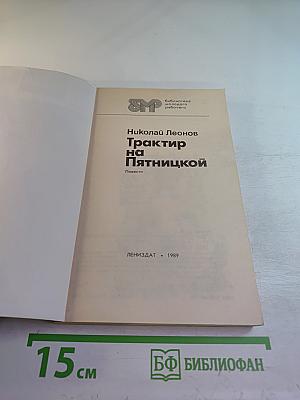 БМР
библиотека
молодого
рабочего
Николай Леонов
Трактир
на
Пятницкой
Повести
ЛЕНИЗДАТ • 1989
15 см
БФ БИБЛИОФАН